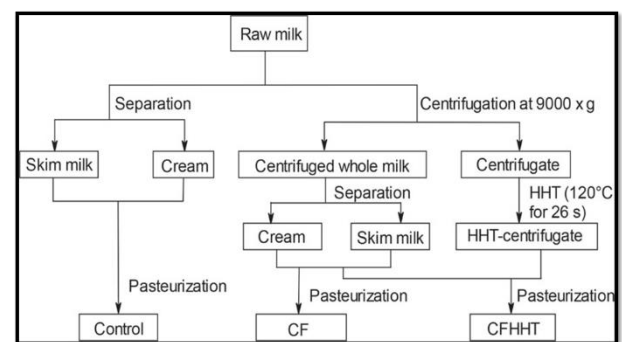 Raw milk
Separation
Centrifugation at 9000 x g
Skim milk
Cream
Centrifuged whole milk
Centrifugate
Separation
HHT (120°C
for 26 s)
Cream
Skim milk
HHT-centrifugate
Pasteurization
Pasteurization
Pasteurization
Control
CF
CFHHT